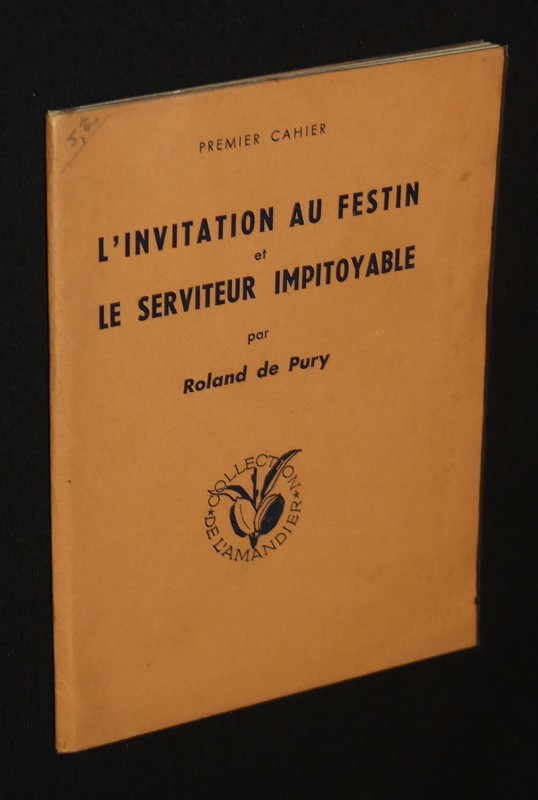 PREMIER CAHIER
L'INVITATION AU FESTIN
et
LE SERVITEUR IMPITOYABLE
par
Roland de Pury
COLLECTION
★ DE L'AMANDIER ★